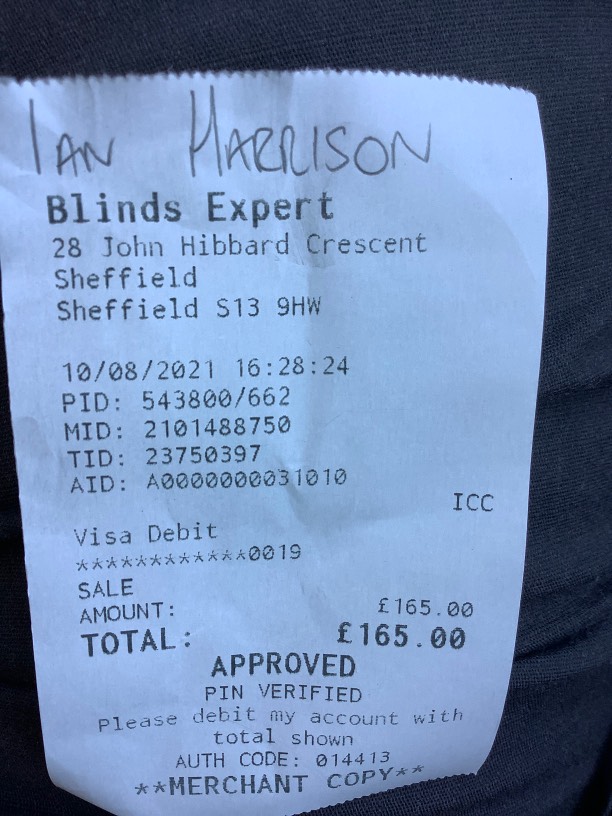 IAN HARRISON
Blinds Expert
28 John Hibbard Crescent
Sheffield
Sheffield S13 9HW
10/08/2021 16:28:24
PID: 543800/662
MID: 2101488750
TID: 23750397
AID: A0000000031010
ICC
Visa Debit
************0019
SALE
AMOUNT: £165.00
TOTAL: £165.00
APPROVED
PIN VERIFIED
Please debit my account with
total shown
AUTH CODE: 014413
**MERCHANT COPY**